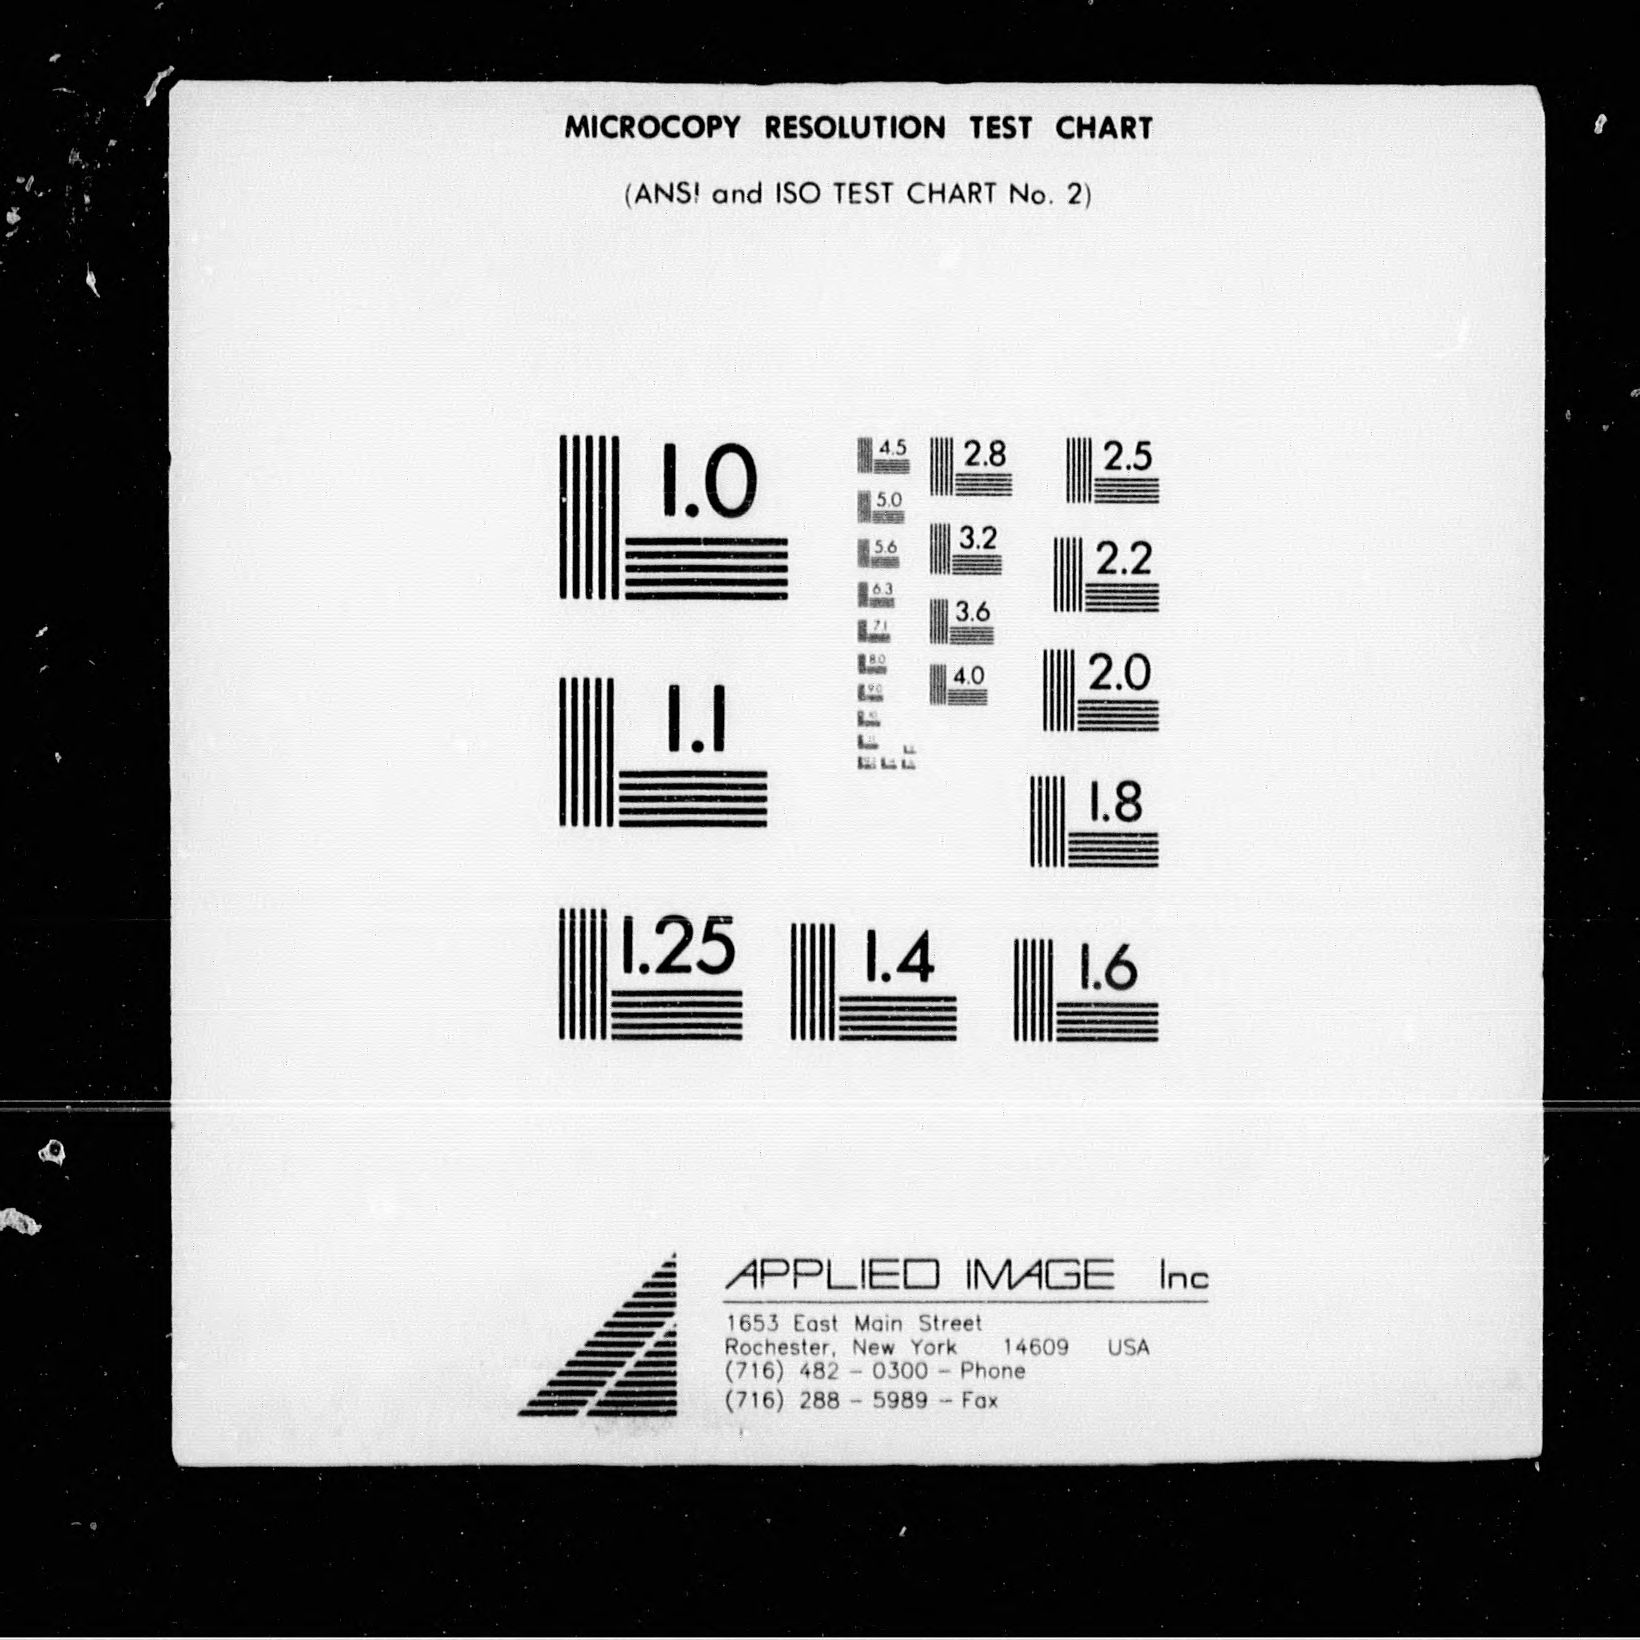 MICROCOPY RESOLUTION TEST CHART
(ANSI and ISO TEST CHART No. 2)
1.0
1.1
1.25
1.4
1.6
1.8
2.0
2.2
2.5
2.8
3.2
3.6
4.0
4.5
5.0
5.6
6.3
7.1
8.0
9.0
APPLIED IMAGE Inc
1653 East Main Street
Rochester, New York 14609 USA
(716) 482 - 0300 - Phone
(716) 288 - 5989 - Fax